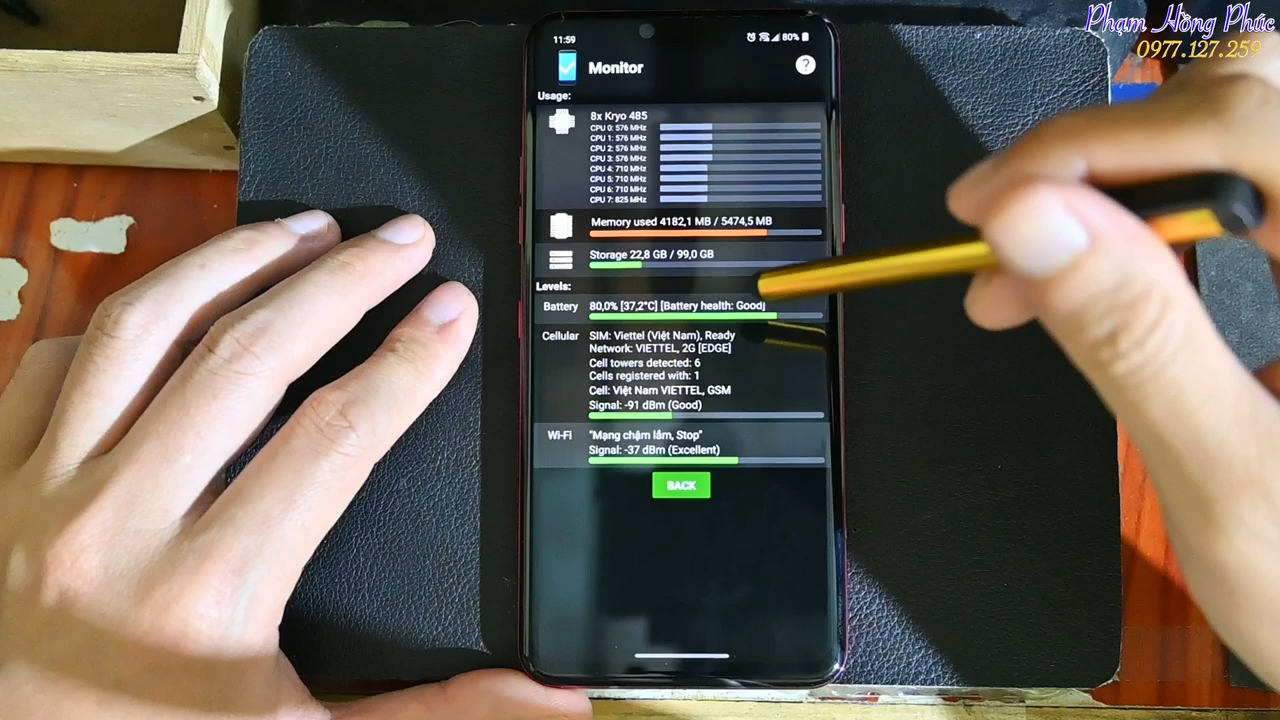 Phạm Hồng Phúc
0977.127.259
11:59
80%
Monitor
?
Usage:
8x Kryo 485
CPU 0: 576 MHz
CPU 1: 576 MHz
CPU 2: 576 MHz
CPU 3: 576 MHz
CPU 4: 710 MHz
CPU 5: 710 MHz
CPU 6: 710 MHz
CPU 7: 825 MHz
Memory used 4182,1 MB / 5474,5 MB
Storage 22,8 GB / 99,0 GB
Levels:
Battery 80,0% [37,2°C] [Battery health: Good]
Cellular SIM: Viettel (Việt Nam), Ready
Network: VIETTEL, 2G [EDGE]
Cell towers detected: 6
Cells registered with: 1
Cell: Việt Nam VIETTEL, GSM
Signal: -91 dBm (Good)
Wi-Fi "Mạng chậm lắm, Stop"
Signal: -37 dBm (Excellent)
BACK